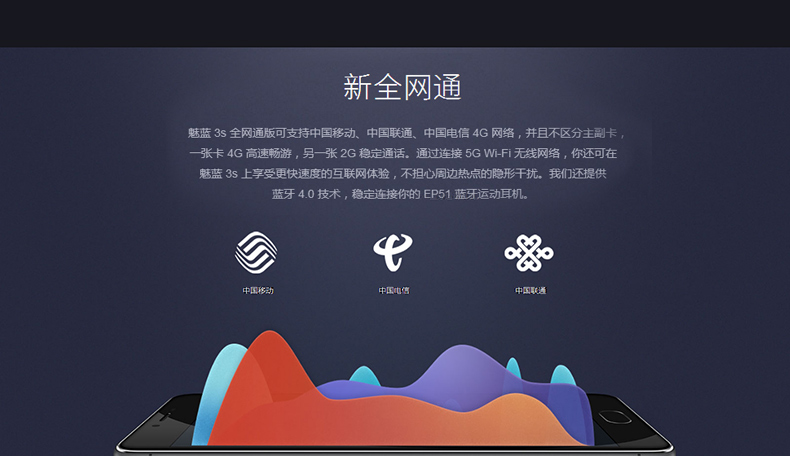 新全网通
魅蓝 3s 全网通版可支持中国移动、中国联通、中国电信 4G 网络，并且不区分主副卡，
一张卡 4G 高速畅游，另一张 2G 稳定通话。通过连接 5G Wi-Fi 无线网络，你还可在
魅蓝 3s 上享受更快速度的互联网体验，不担心周边热点的隐形干扰。我们还提供
蓝牙 4.0 技术，稳定连接你的 EP51 蓝牙运动耳机。
中国移动 中国电信 中国联通